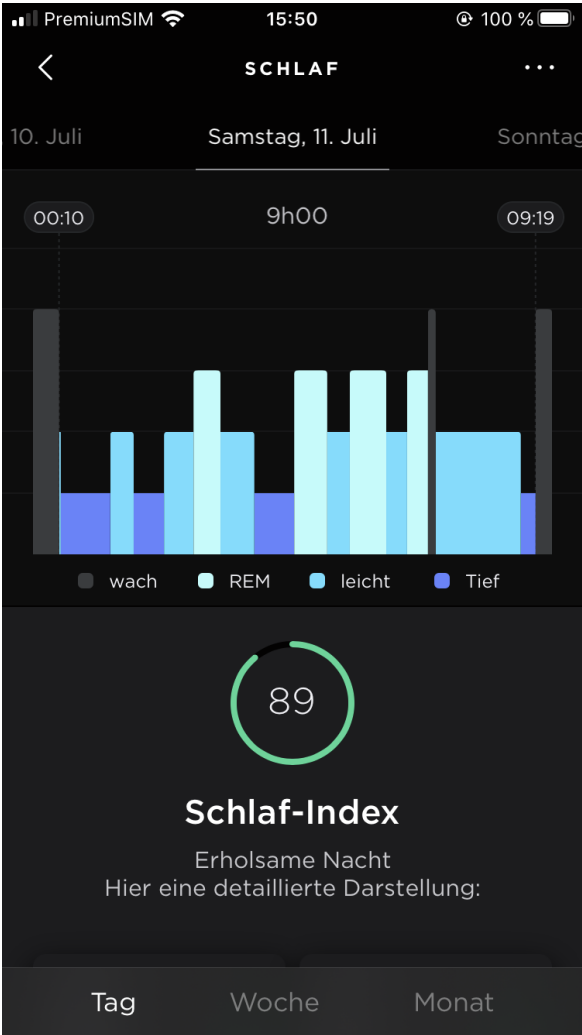 PremiumSIM 15:50 100 %
SCHLAF
10. Juli Samstag, 11. Juli Sonntag
00:10 9h00 09:19
wach REM leicht Tief
89
Schlaf-Index
Erholsame Nacht
Hier eine detaillierte Darstellung:
Tag Woche Monat